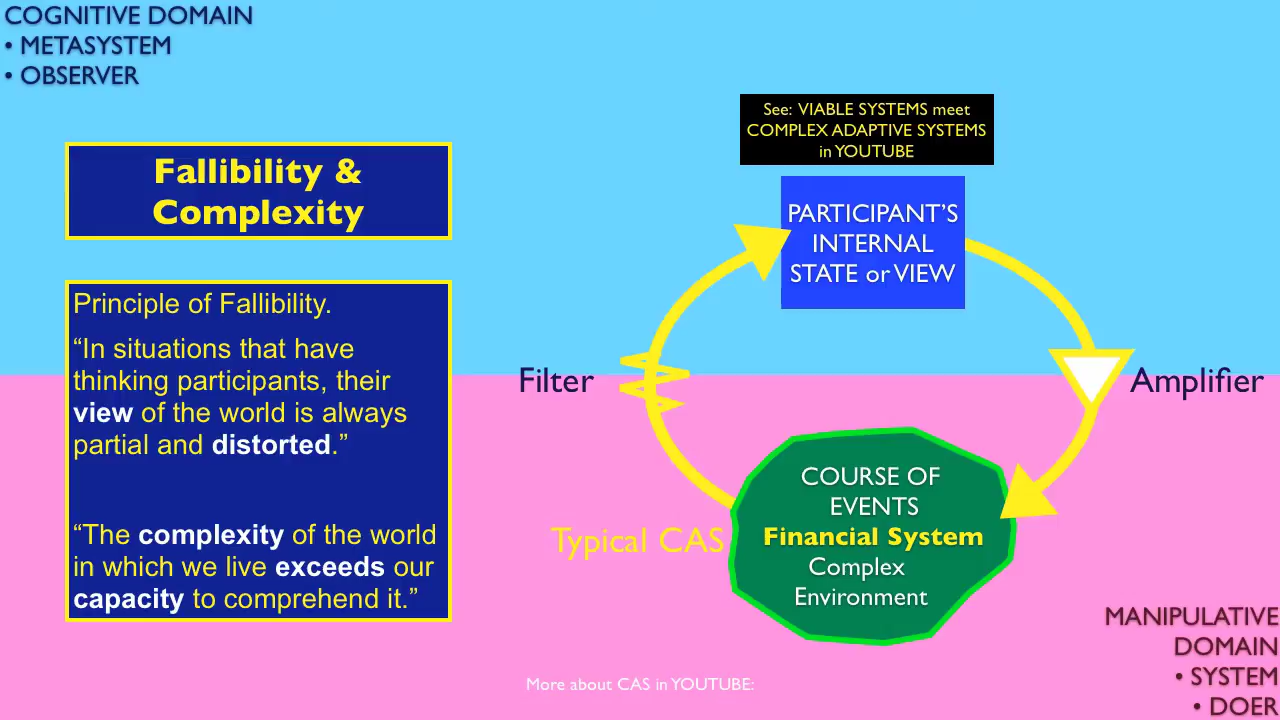 COGNITIVE DOMAIN
• METASYSTEM
• OBSERVER
See: VIABLE SYSTEMS meet
COMPLEX ADAPTIVE SYSTEMS
in YOUTUBE
Fallibility &
Complexity
PARTICIPANT'S
INTERNAL
STATE or VIEW
Principle of Fallibility.
“In situations that have
thinking participants, their
view of the world is always
partial and distorted.”
“The complexity of the world
in which we live exceeds our
capacity to comprehend it.”
Filter
Amplifier
COURSE OF
EVENTS
Financial System
Complex
Environment
Typical CAS
MANIPULATIVE
DOMAIN
• SYSTEM
• DOER
More about CAS in YOUTUBE: